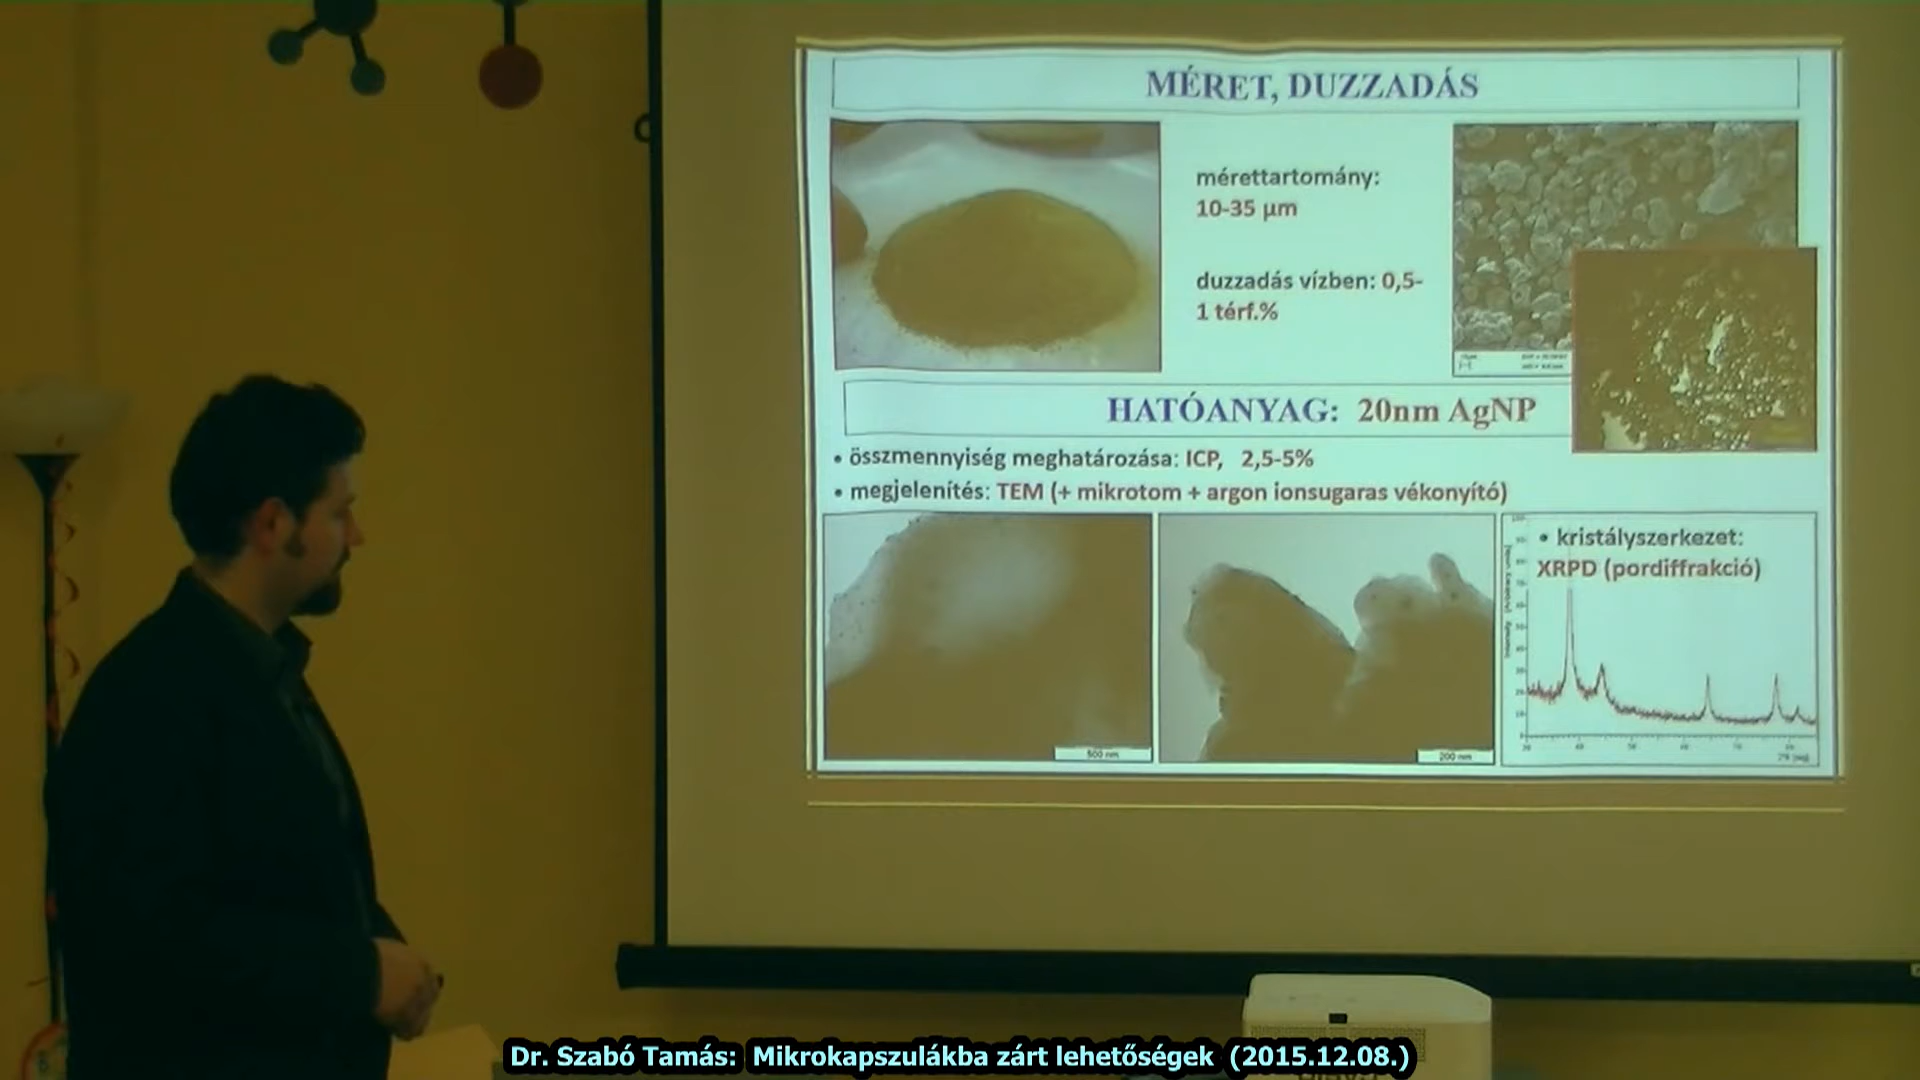 MÉRET, DUZZADÁS
mérettartomány:
10-35 µm
duzzadás vízben: 0,5-
1 térf.%
HATÓANYAG: 20nm AgNP
• összmennyiség meghatározása: ICP, 2,5-5%
• megjelenítés: TEM (+ mikrotom + argon ionsugaras vékonyító)
• kristályszerkezet:
XRPD (pordiffrakció)
500 nm
200 nm
Dr. Szabó Tamás: Mikrokapszulákba zárt lehetőségek (2015.12.08.)